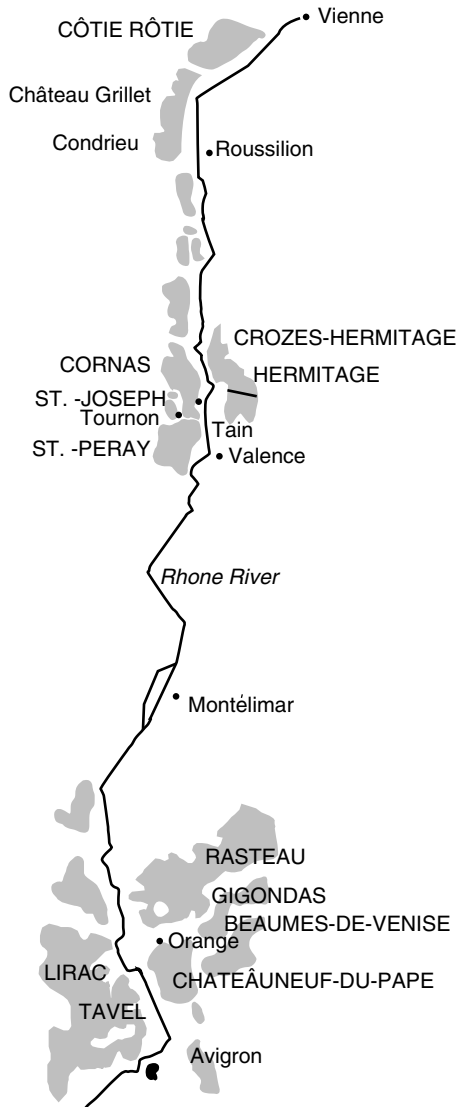 Vienne
CÔTIE RÔTIE
Château Grillet
Condrieu
Roussilion
CROZES-HERMITAGE
CORNAS
HERMITAGE
ST. -JOSEPH
Tournon
Tain
ST. -PERAY
Valence
Rhone River
Montélimar
RASTEAU
GIGONDAS
BEAUMES-DE-VENISE
Orange
LIRAC
CHATEÂUNEUF-DU-PAPE
TAVEL
Avigron